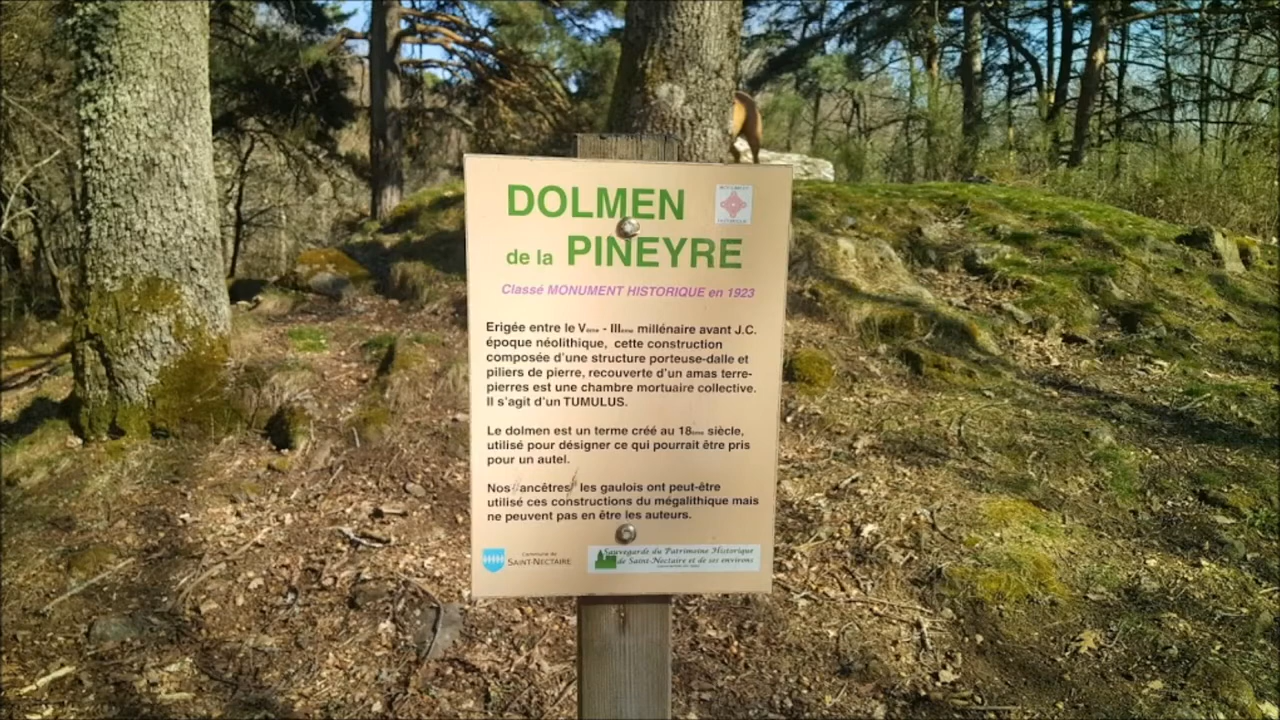 DOLMEN
de la PINEYRE
Classé MONUMENT HISTORIQUE en 1923
Erigée entre le Vème - IIIème millénaire avant J.C.
époque néolithique, cette construction
composée d'une structure porteuse-dalle et
piliers de pierre, recouverte d'un amas terre-
pierres est une chambre mortuaire collective.
Il s'agit d'un TUMULUS.
Le dolmen est un terme créé au 18ème siècle,
utilisé pour désigner ce qui pourrait être pris
pour un autel.
Nos ancêtres les gaulois ont peut-être
utilisé ces constructions du mégalithique mais
ne peuvent pas en être les auteurs.
Commune de
SAINT-NECTAIRE
Sauvegarde du Patrimoine Historique
de Saint-Nectaire et de ses environs